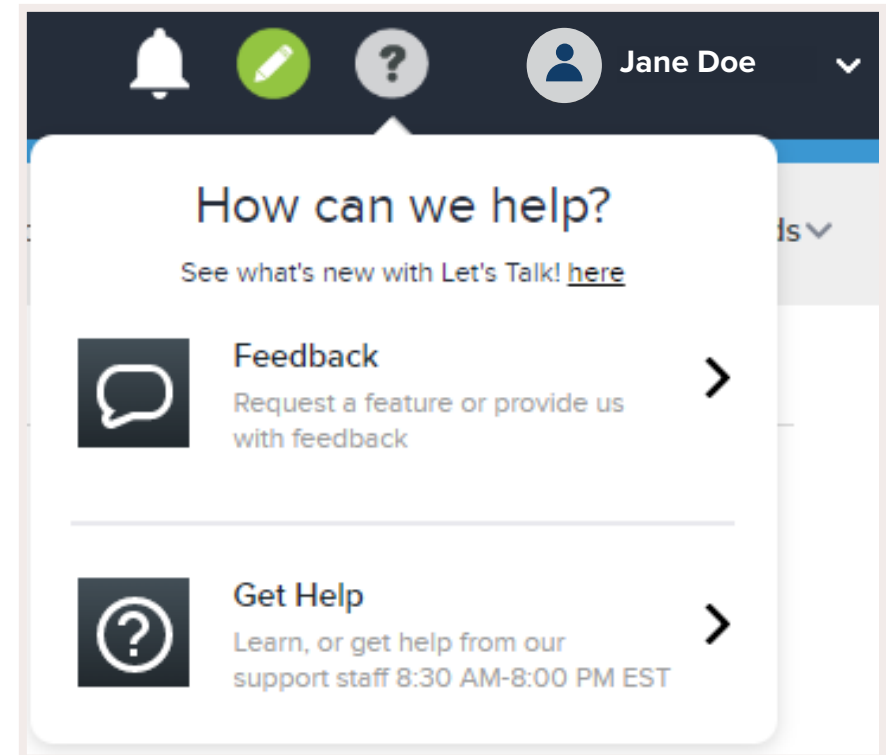 Jane Doe
How can we help?
ds
See what's new with Let's Talk! here
Feedback
Request a feature or provide us
with feedback
Get Help
Learn, or get help from our
support staff 8:30 AM-8:00 PM EST